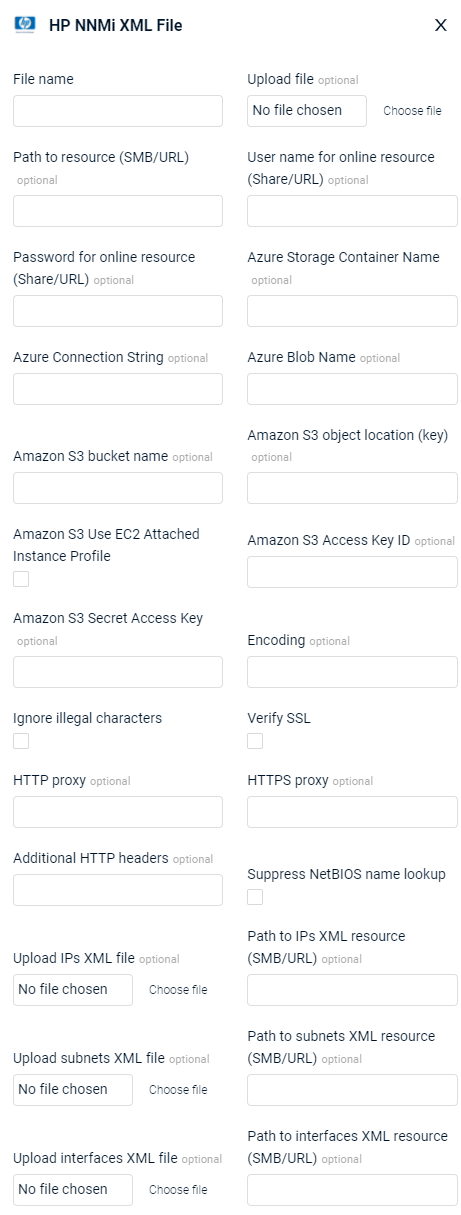 hp
HP NNMi XML File
X
File name
Upload file optional
No file chosen
Choose file
Path to resource (SMB/URL)
optional
User name for online resource
(Share/URL) optional
Password for online resource
(Share/URL) optional
Azure Storage Container Name
optional
Azure Connection String optional
Azure Blob Name optional
Amazon S3 bucket name optional
Amazon S3 object location (key)
optional
Amazon S3 Use EC2 Attached
Instance Profile
Amazon S3 Access Key ID optional
Amazon S3 Secret Access Key
optional
Encoding optional
Ignore illegal characters
Verify SSL
HTTP proxy optional
HTTPS proxy optional
Additional HTTP headers optional
Suppress NetBIOS name lookup
Upload IPs XML file optional
No file chosen
Choose file
Path to IPs XML resource
(SMB/URL) optional
Upload subnets XML file optional
No file chosen
Choose file
Path to subnets XML resource
(SMB/URL) optional
Upload interfaces XML file optional
No file chosen
Choose file
Path to interfaces XML resource
(SMB/URL) optional